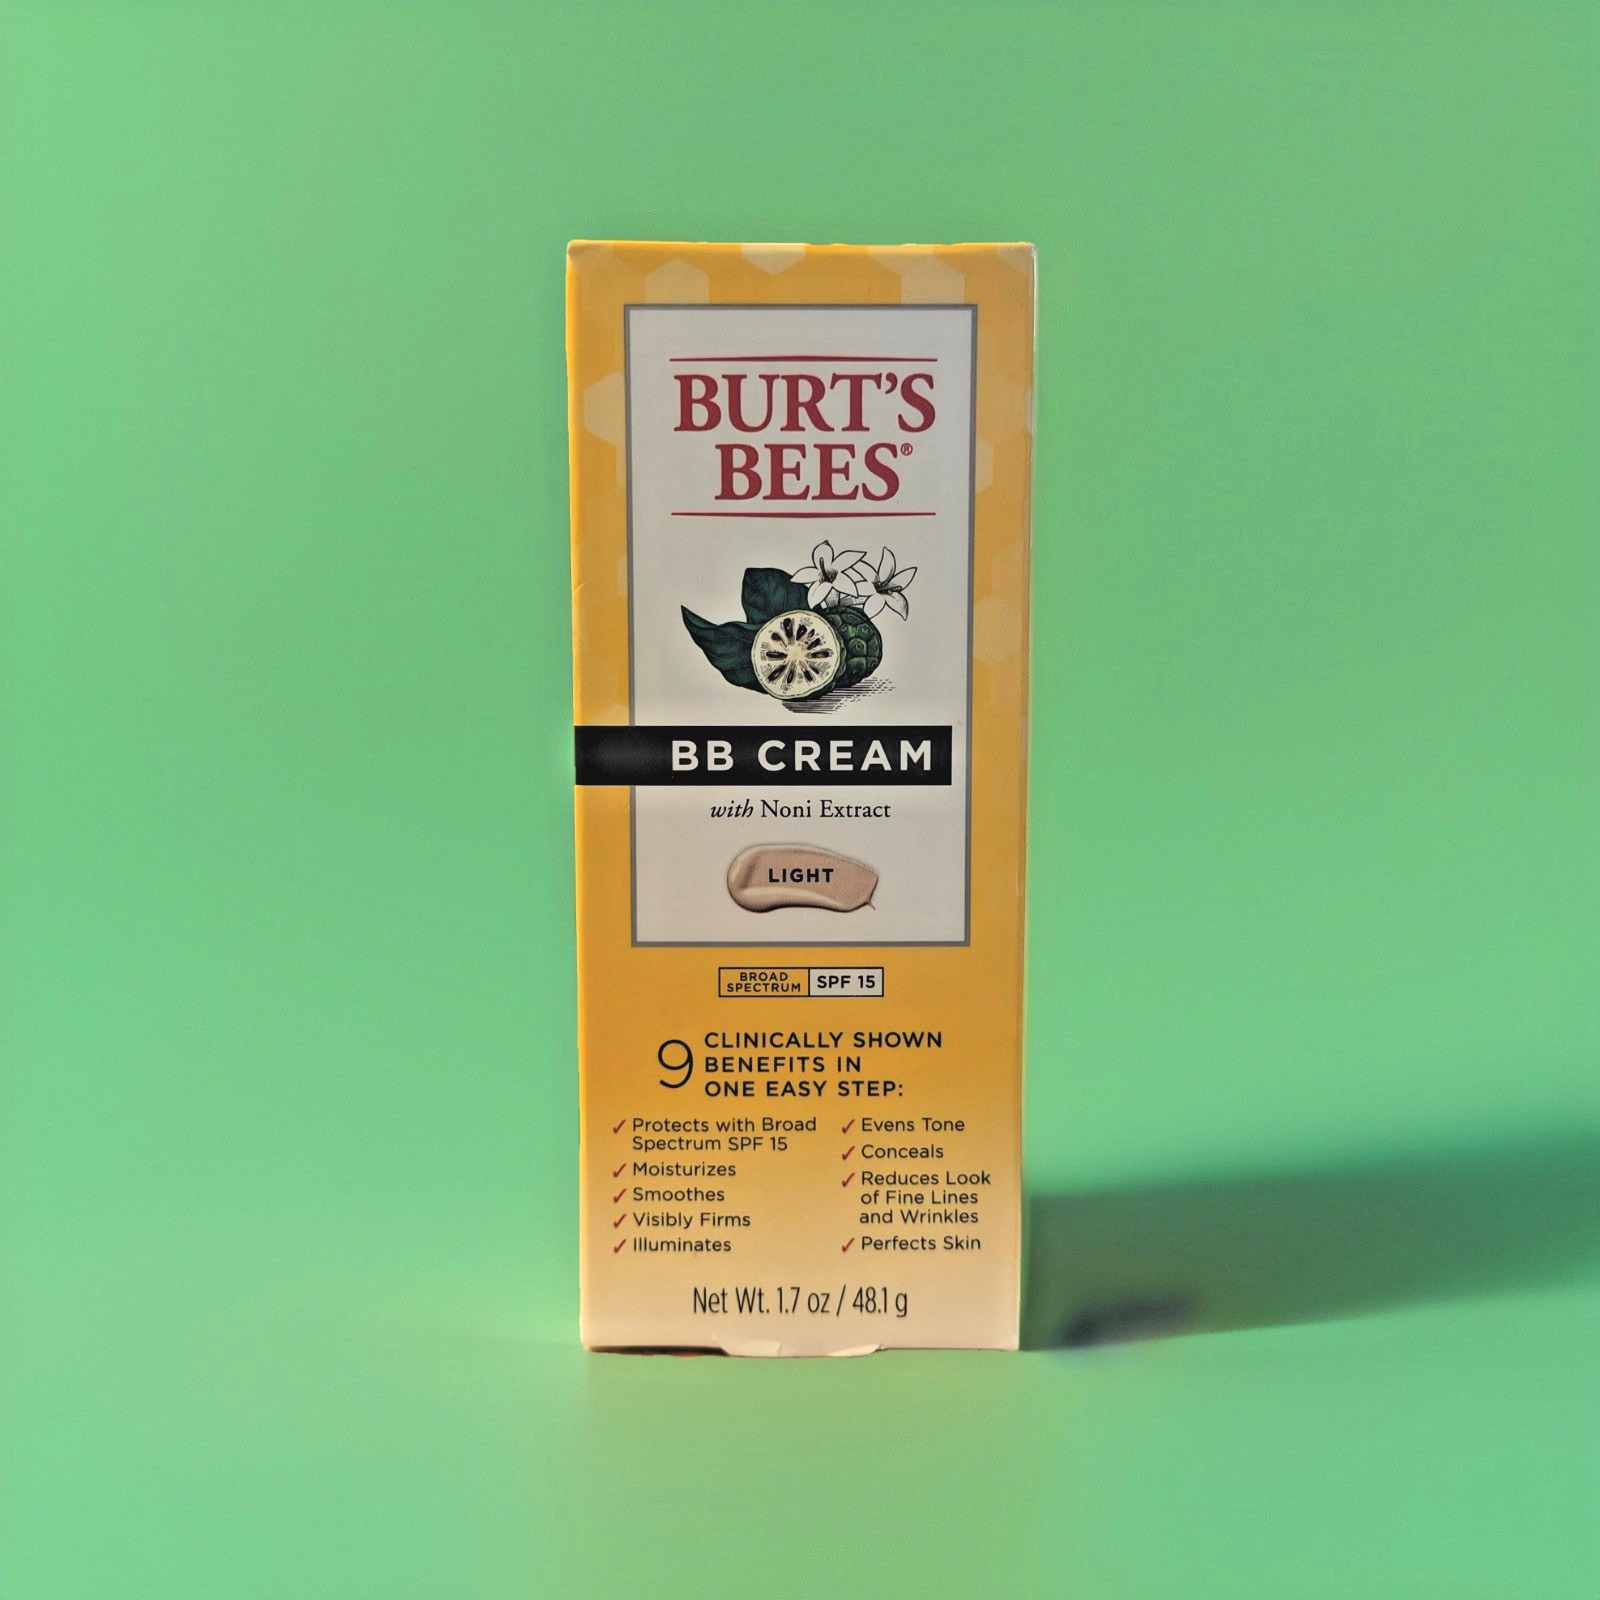 BURT'S
BEES®
BB CREAM
with Noni Extract
LIGHT
BROAD
SPECTRUM
SPF 15
9
CLINICALLY SHOWN
BENEFITS IN
ONE EASY STEP:
✓ Protects with Broad
Spectrum SPF 15
✓ Moisturizes
✓ Smoothes
✓ Visibly Firms
✓ Illuminates
✓ Evens Tone
✓ Conceals
✓ Reduces Look
of Fine Lines
and Wrinkles
✓ Perfects Skin
Net Wt. 1.7 oz / 48.1 g